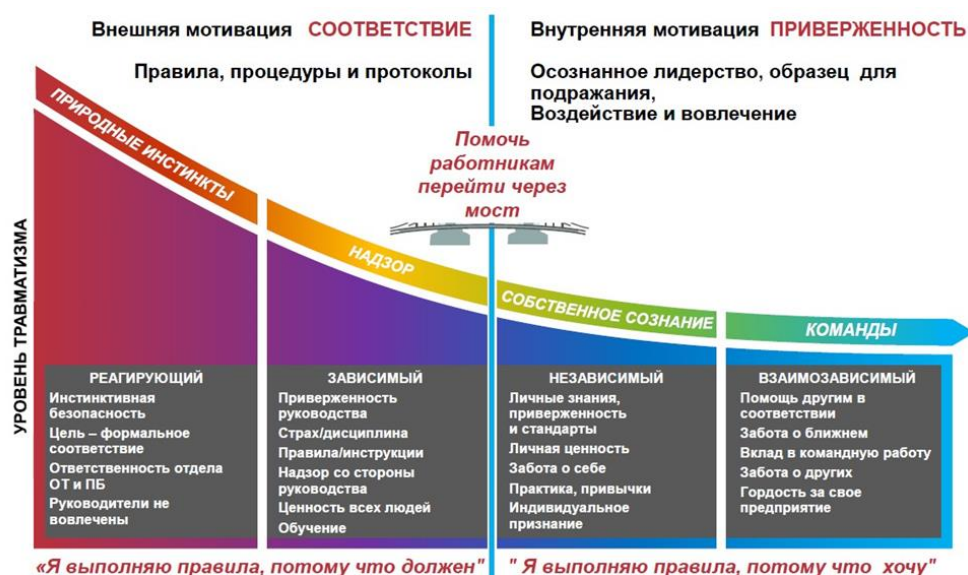 Внешняя мотивация СООТВЕТСТВИЕ
Правила, процедуры и протоколы
Внутренняя мотивация ПРИВЕРЖЕННОСТЬ
Осознанное лидерство, образец для
подражания,
Воздействие и вовлечение
Помочь
работникам
перейти через
мост
УРОВЕНЬ ТРАВМАТИЗМА
ПРИРОДНЫЕ ИНСТИНКТЫ
НАДЗОР
СОБСТВЕННОЕ СОЗНАНИЕ
КОМАНДЫ
РЕАГИРУЮЩИЙ
Инстинктивная
безопасность
Цель – формальное
соответствие
Ответственность отдела
ОТ и ПБ
Руководители не
вовлечены
ЗАВИСИМЫЙ
Приверженность
руководства
Страх/дисциплина
Правила/инструкции
Надзор со стороны
руководства
Ценность всех людей
Обучение
НЕЗАВИСИМЫЙ
Личные знания,
приверженность
и стандарты
Личная ценность
Забота о себе
Практика, привычки
Индивидуальное
признание
ВЗАИМОЗАВИСИМЫЙ
Помощь другим в
соответствии
Забота о ближнем
Вклад в командную работу
Забота о других
Гордость за свое
предприятие
«Я выполняю правила, потому что должен"
" Я выполняю правила, потому что хочу"